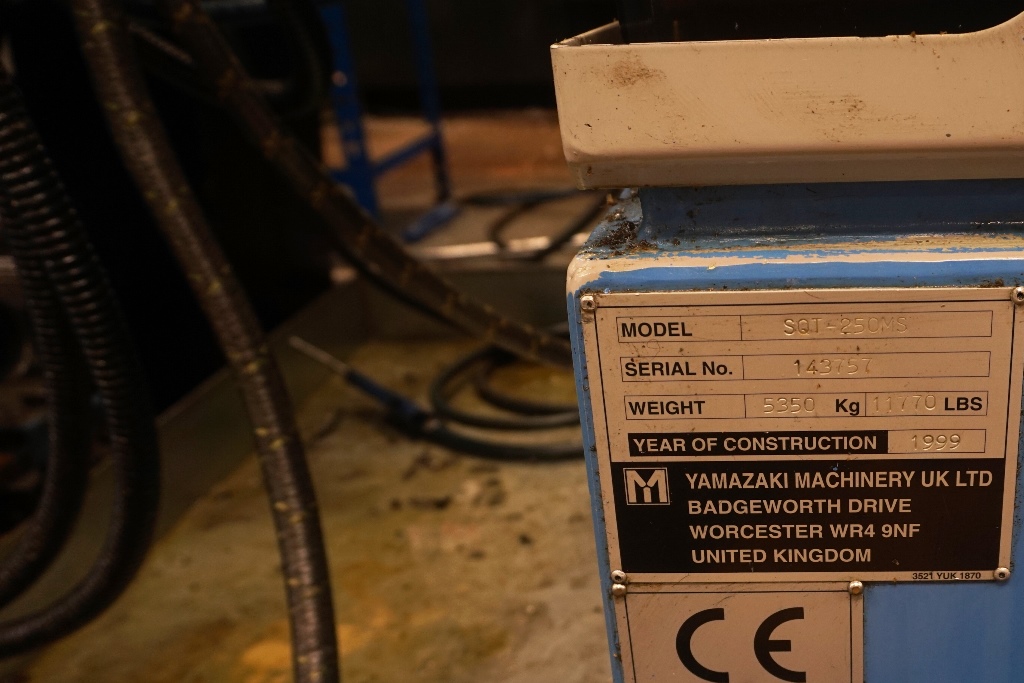 MODEL SQT-250MS
SERIAL No. 143757
WEIGHT 5350 Kg 11770 LBS
YEAR OF CONSTRUCTION 1999
M YAMAZAKI MACHINERY UK LTD
BADGEWORTH DRIVE
WORCESTER WR4 9NF
UNITED KINGDOM
3521 YUK 1870
CE